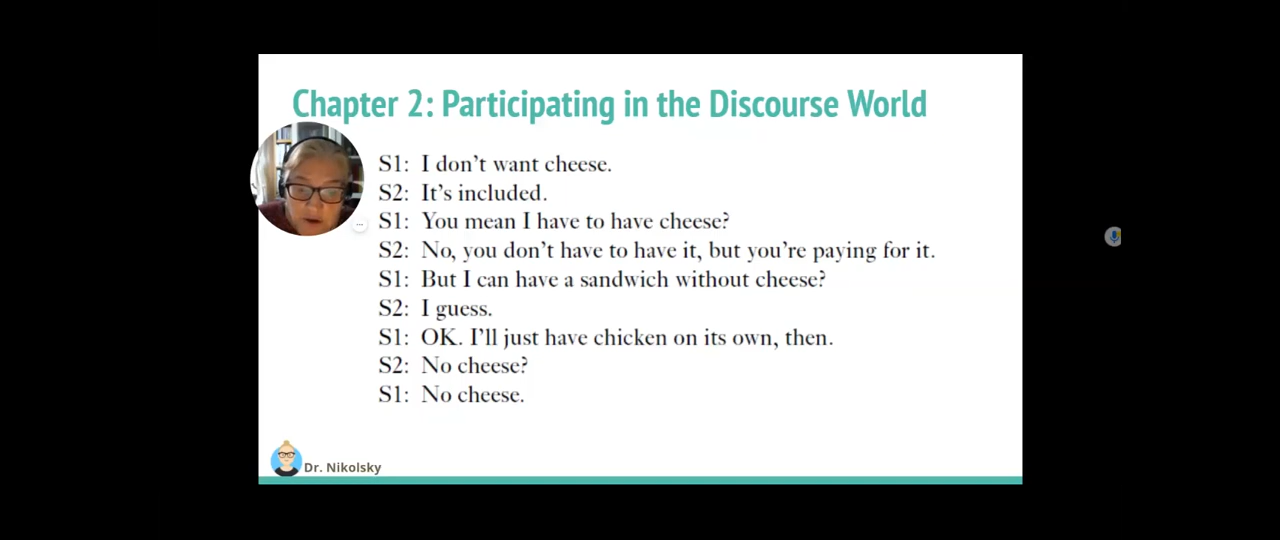 Chapter 2: Participating in the Discourse World
S1: I don't want cheese.
S2: It's included.
S1: You mean I have to have cheese?
S2: No, you don't have to have it, but you're paying for it.
S1: But I can have a sandwich without cheese?
S2: I guess.
S1: OK. I'll just have chicken on its own, then.
S2: No cheese?
S1: No cheese.
Dr. Nikolsky